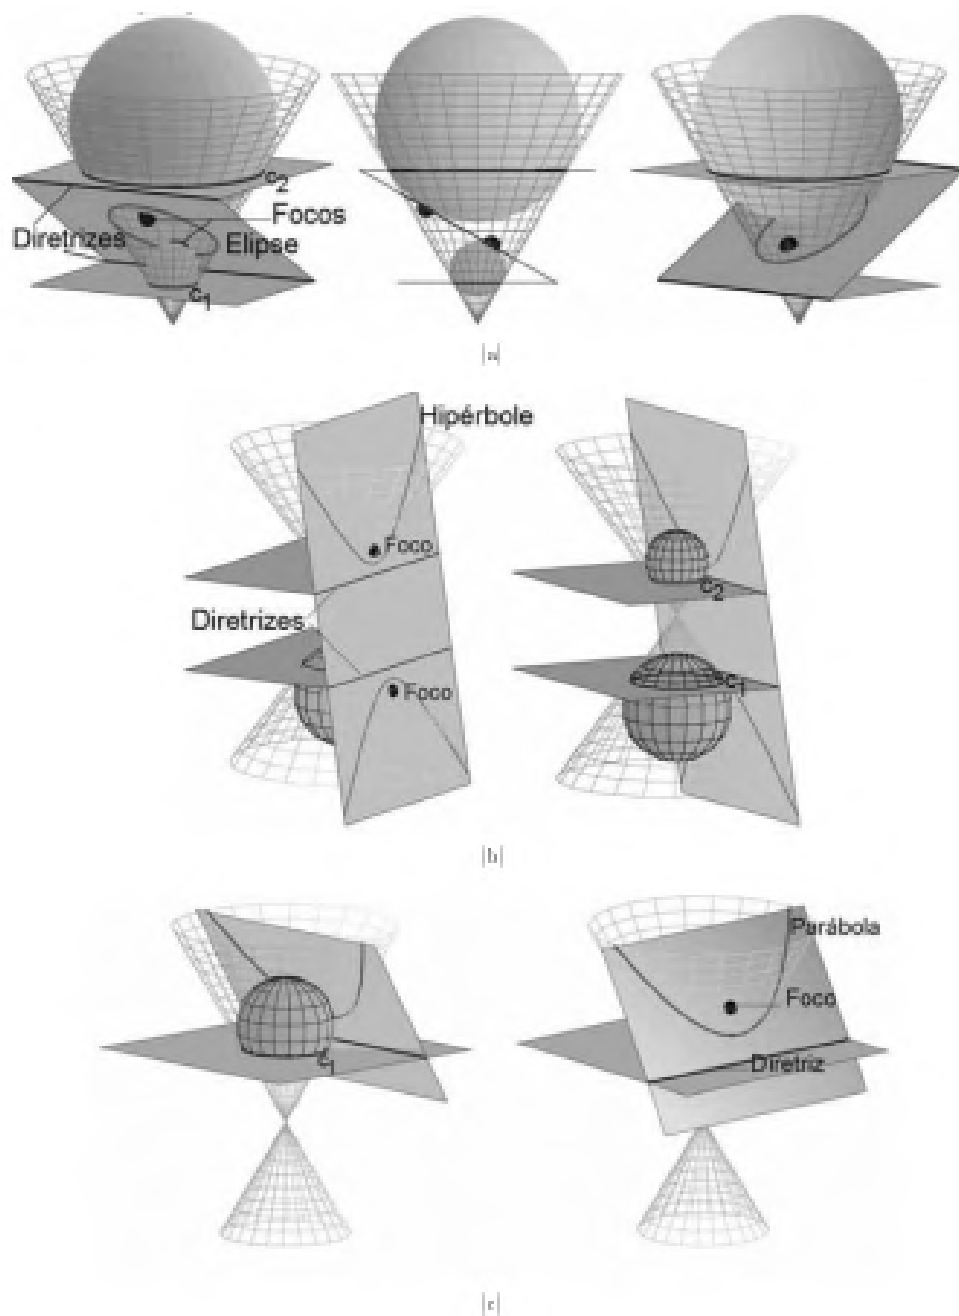 c2
Focos
Diretrizes
Elipse
c1
|a|
Hipérbole
Foco
c2
Diretrizes
c1
Foco
|b|
Parábola
Foco
c1
Diretriz
|c|